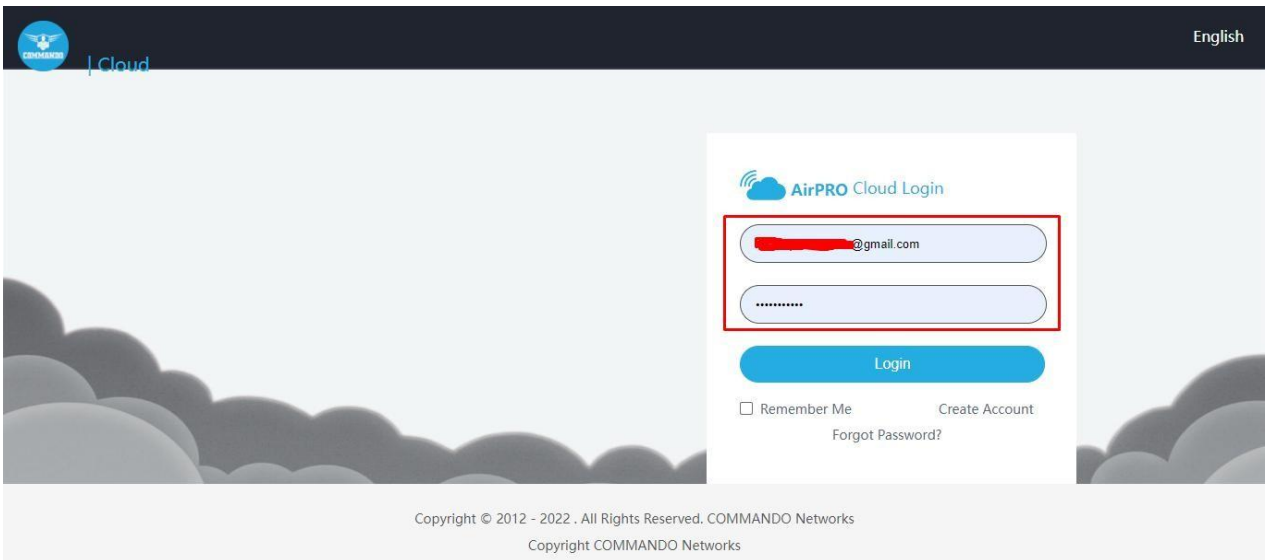 English
COMMANDO
| Cloud
AirPRO Cloud Login
@gmail.com
•••••••••••
Login
Remember Me
Create Account
Forgot Password?
Copyright © 2012 - 2022 . All Rights Reserved. COMMANDO Networks
Copyright COMMANDO Networks